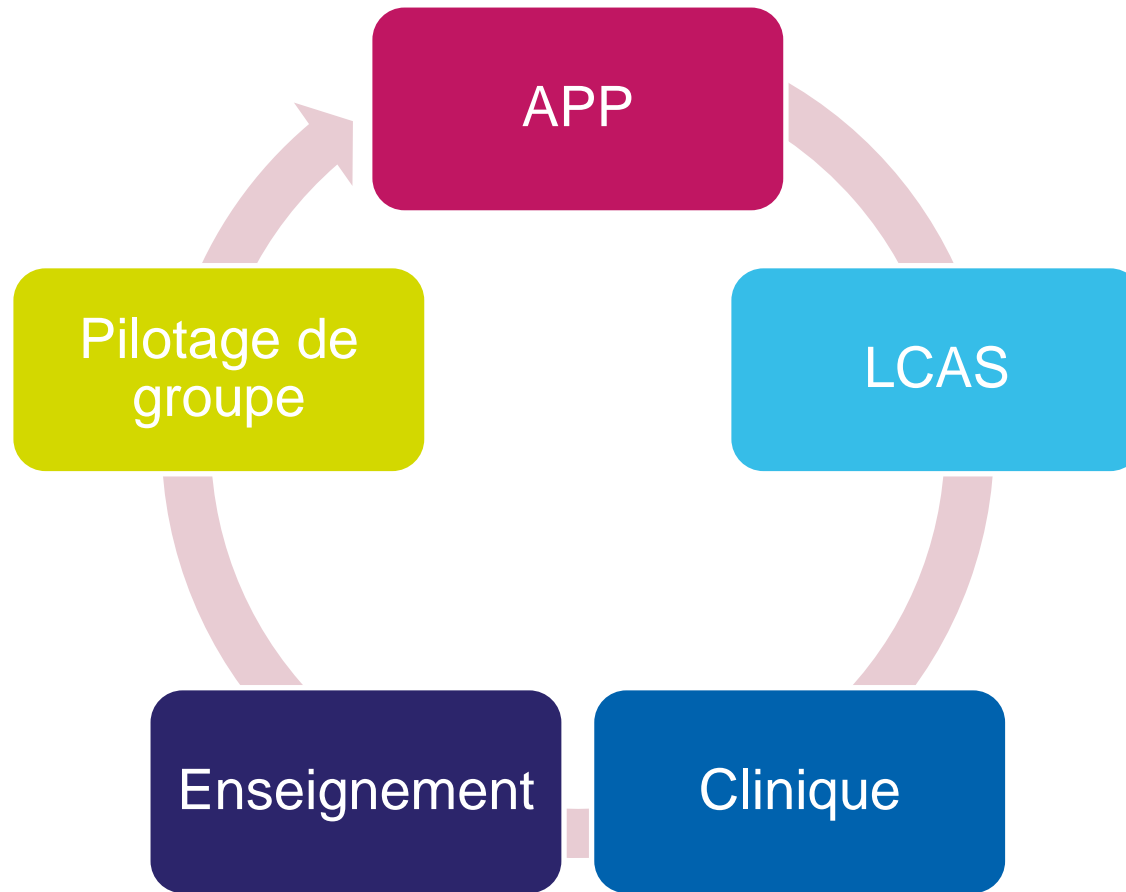 APP
LCAS
Clinique
Enseignement
Pilotage de
groupe